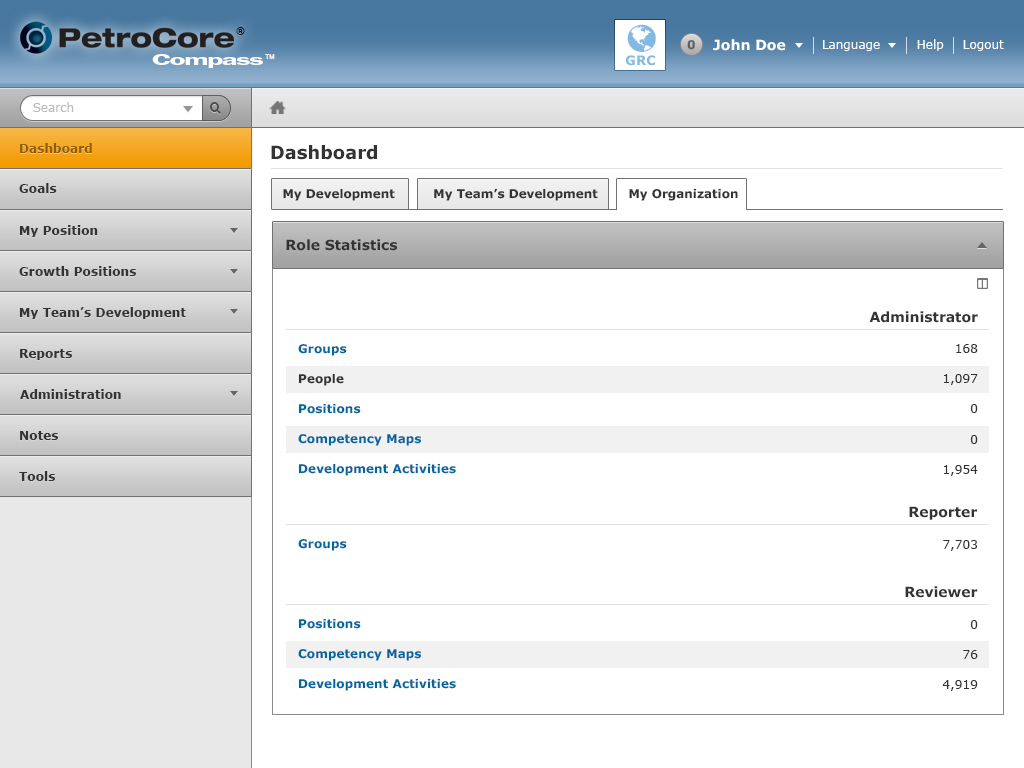 PetroCore®
Compass™
GRC
0 John Doe Language Help Logout
Search
Dashboard
Goals
My Position
Growth Positions
My Team’s Development
Reports
Administration
Notes
Tools
Dashboard
My Development My Team’s Development My Organization
Role Statistics
Administrator
Groups 168
People 1,097
Positions 0
Competency Maps 0
Development Activities 1,954
Reporter
Groups 7,703
Reviewer
Positions 0
Competency Maps 76
Development Activities 4,919